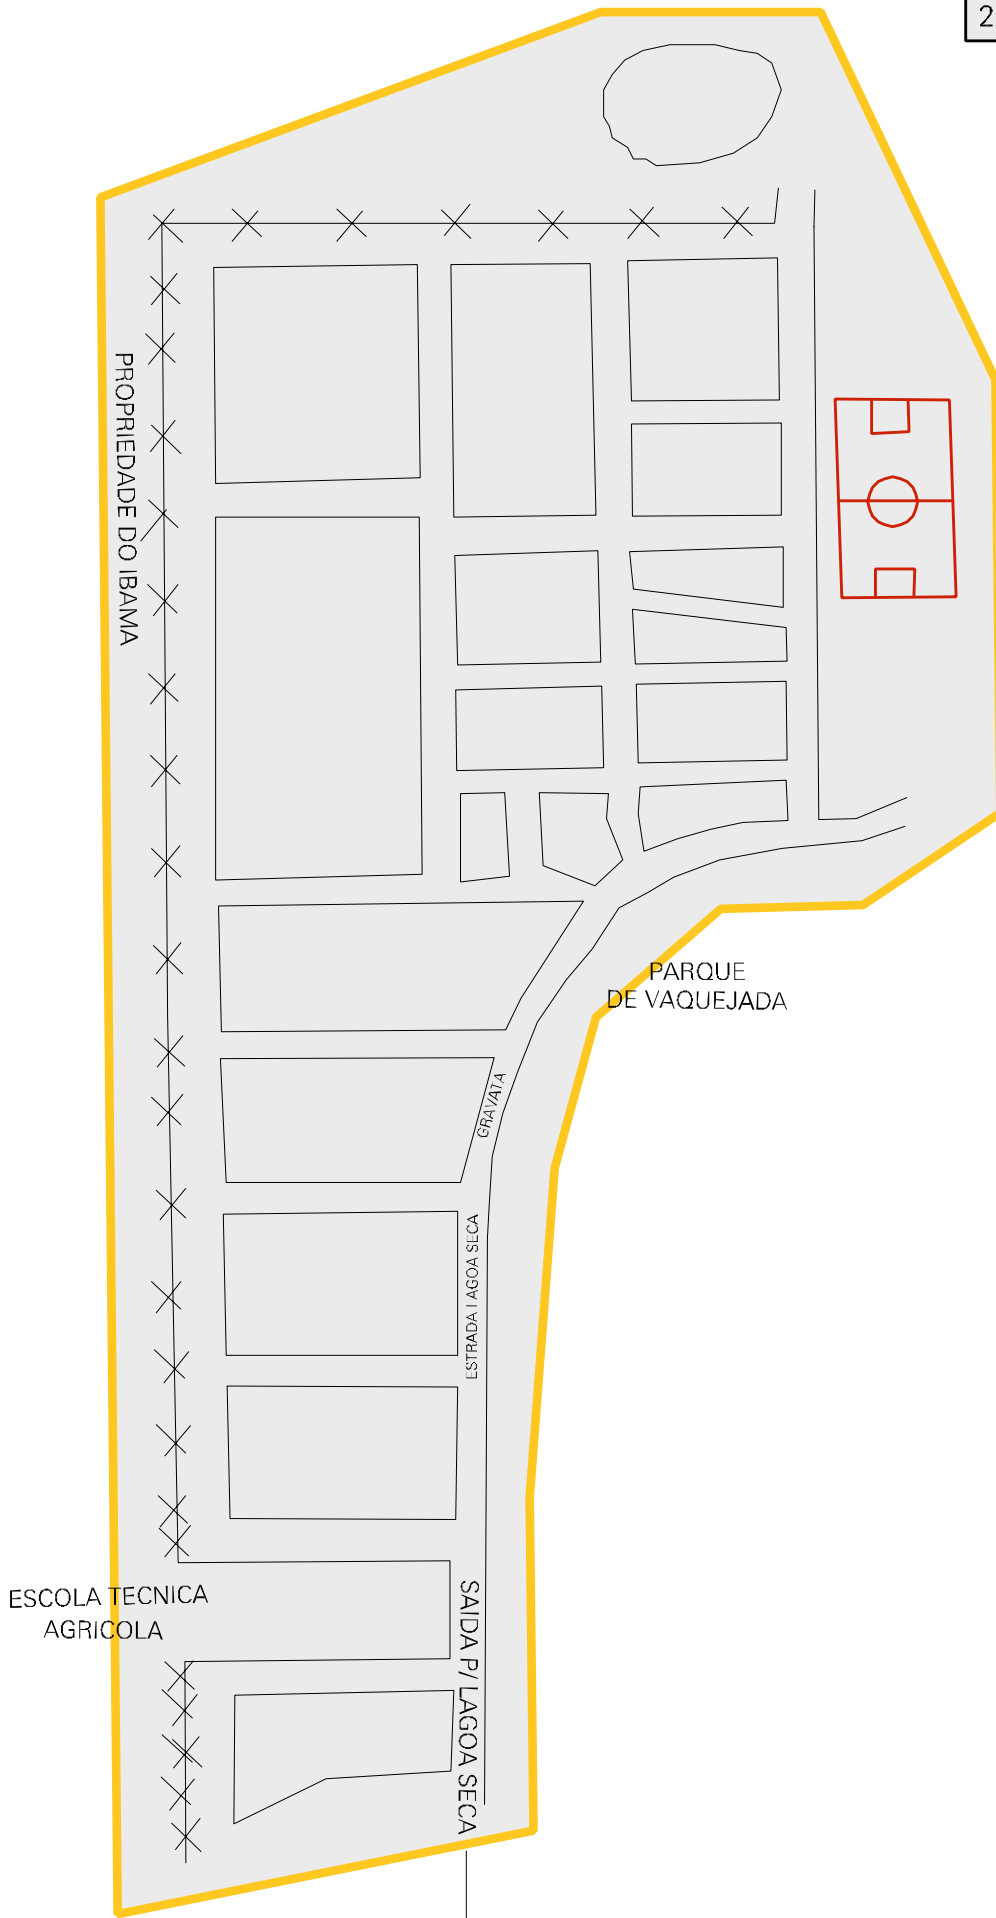 2
PROPRIEDADE DO IBAMA
PARQUE
DE VAQUEJADA
GRAVATA
ESTRADA LAGOA SECA
ESCOLA TECNICA
AGRICOLA
SAIDA P/ LAGOA SECA